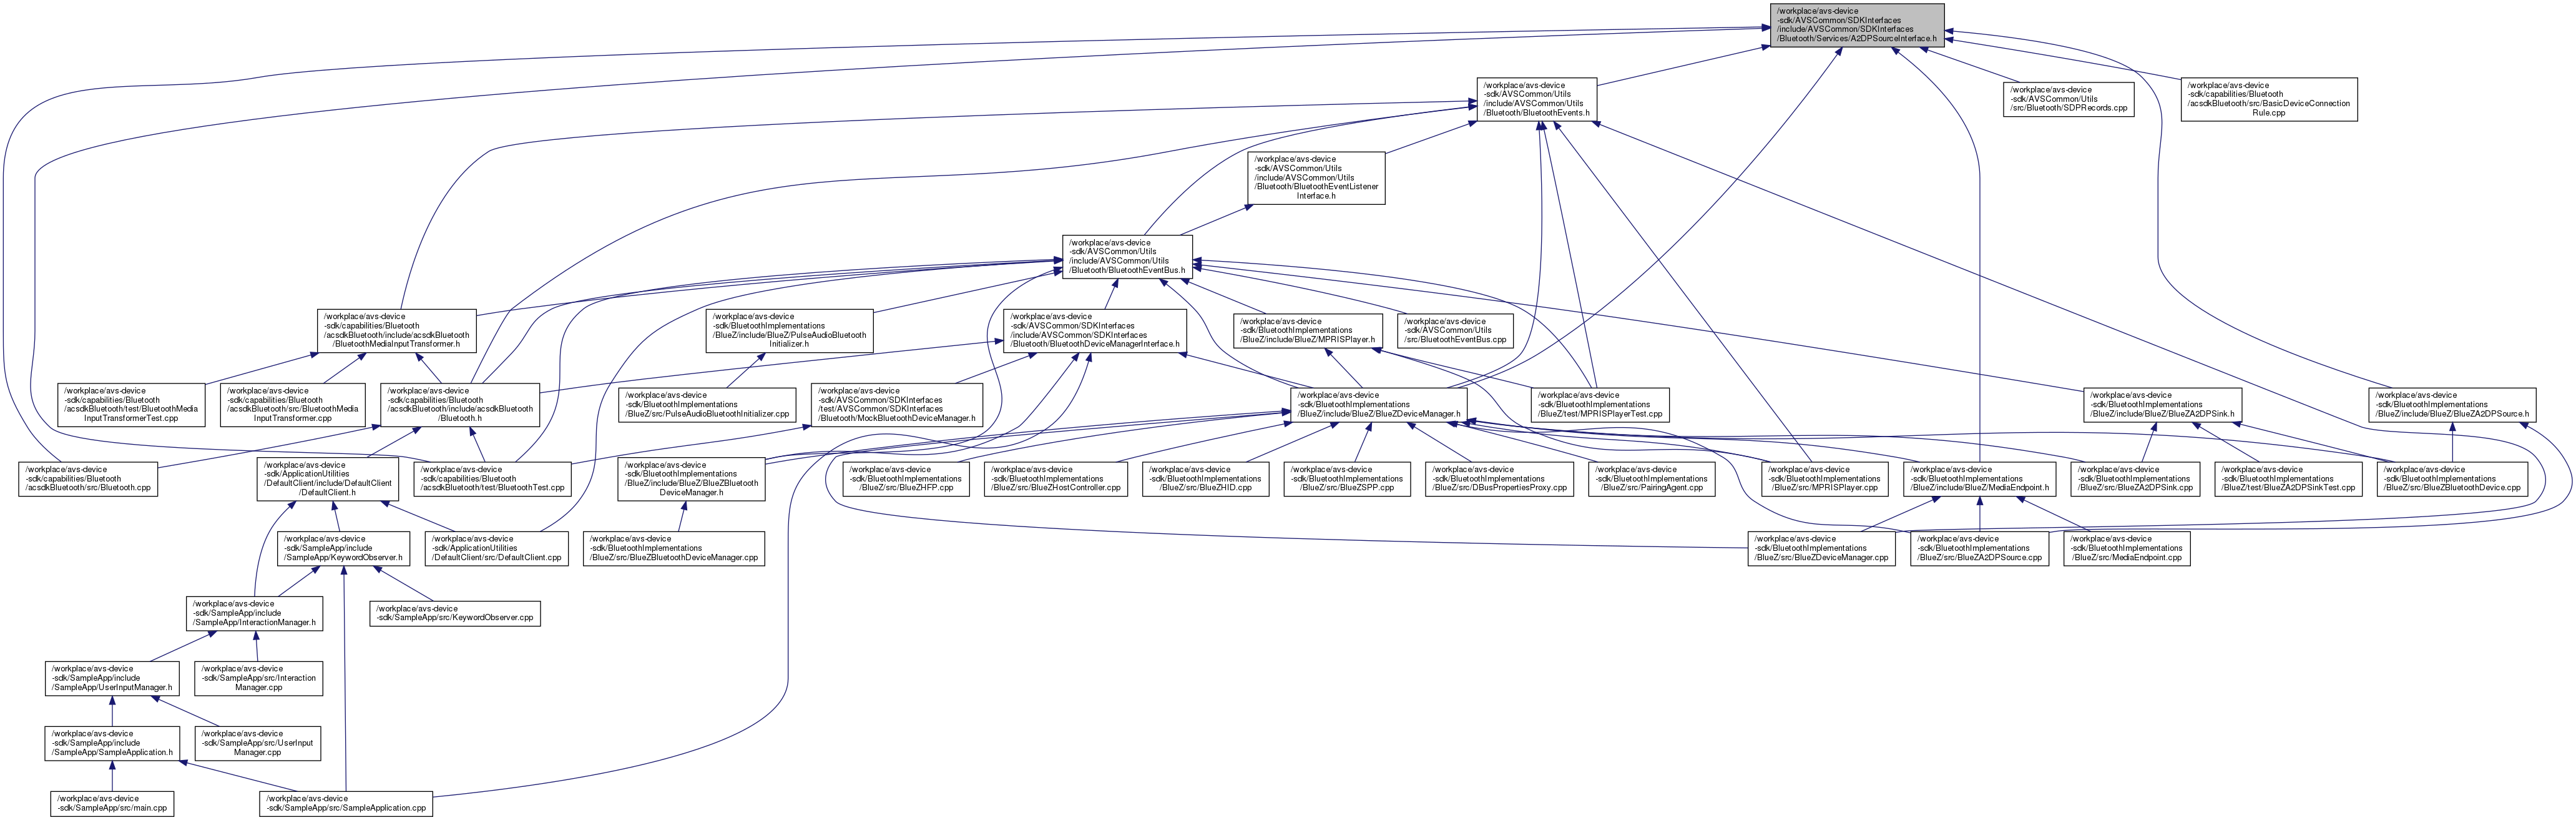 /workplace/avs-device
-sdk/AVSCommon/SDKInterfaces
/include/AVSCommon/SDKInterfaces
/Bluetooth/Services/A2DPSourceInterface.h
/workplace/avs-device
-sdk/AVSCommon/Utils
/include/AVSCommon/Utils
/Bluetooth/BluetoothEvents.h
/workplace/avs-device
-sdk/AVSCommon/Utils
/src/Bluetooth/SDPRecords.cpp
/workplace/avs-device
-sdk/capabilities/Bluetooth
/acsdkBluetooth/src/BasicDeviceConnection
Rule.cpp
/workplace/avs-device
-sdk/AVSCommon/Utils
/include/AVSCommon/Utils
/Bluetooth/BluetoothEventListener
Interface.h
/workplace/avs-device
-sdk/AVSCommon/Utils
/include/AVSCommon/Utils
/Bluetooth/BluetoothEventBus.h
/workplace/avs-device
-sdk/capabilities/Bluetooth
/acsdkBluetooth/include/acsdkBluetooth
/BluetoothMediaInputTransformer.h
/workplace/avs-device
-sdk/BluetoothImplementations
/BlueZ/include/BlueZ/PulseAudioBluetooth
Initializer.h
/workplace/avs-device
-sdk/AVSCommon/SDKInterfaces
/include/AVSCommon/SDKInterfaces
/Bluetooth/BluetoothDeviceManagerInterface.h
/workplace/avs-device
-sdk/BluetoothImplementations
/BlueZ/include/BlueZ/MPRISPlayer.h
/workplace/avs-device
-sdk/AVSCommon/Utils
/src/BluetoothEventBus.cpp
/workplace/avs-device
-sdk/capabilities/Bluetooth
/acsdkBluetooth/test/BluetoothMedia
InputTransformerTest.cpp
/workplace/avs-device
-sdk/capabilities/Bluetooth
/acsdkBluetooth/src/BluetoothMedia
InputTransformer.cpp
/workplace/avs-device
-sdk/capabilities/Bluetooth
/acsdkBluetooth/include/acsdkBluetooth
/Bluetooth.h
/workplace/avs-device
-sdk/BluetoothImplementations
/BlueZ/src/PulseAudioBluetoothInitializer.cpp
/workplace/avs-device
-sdk/AVSCommon/SDKInterfaces
/test/AVSCommon/SDKInterfaces
/Bluetooth/MockBluetoothDeviceManager.h
/workplace/avs-device
-sdk/BluetoothImplementations
/BlueZ/include/BlueZ/BlueZDeviceManager.h
/workplace/avs-device
-sdk/BluetoothImplementations
/BlueZ/test/MPRISPlayerTest.cpp
/workplace/avs-device
-sdk/BluetoothImplementations
/BlueZ/include/BlueZ/BlueZA2DPSink.h
/workplace/avs-device
-sdk/BluetoothImplementations
/BlueZ/include/BlueZ/BlueZA2DPSource.h
/workplace/avs-device
-sdk/capabilities/Bluetooth
/acsdkBluetooth/src/Bluetooth.cpp
/workplace/avs-device
-sdk/ApplicationUtilities
/DefaultClient/include/DefaultClient
/DefaultClient.h
/workplace/avs-device
-sdk/capabilities/Bluetooth
/acsdkBluetooth/test/BluetoothTest.cpp
/workplace/avs-device
-sdk/BluetoothImplementations
/BlueZ/include/BlueZ/BlueZBluetooth
DeviceManager.h
/workplace/avs-device
-sdk/BluetoothImplementations
/BlueZ/src/BlueZHFP.cpp
/workplace/avs-device
-sdk/BluetoothImplementations
/BlueZ/src/BlueZHostController.cpp
/workplace/avs-device
-sdk/BluetoothImplementations
/BlueZ/src/BlueZHID.cpp
/workplace/avs-device
-sdk/BluetoothImplementations
/BlueZ/src/BlueZSPP.cpp
/workplace/avs-device
-sdk/BluetoothImplementations
/BlueZ/src/DBusPropertiesProxy.cpp
/workplace/avs-device
-sdk/BluetoothImplementations
/BlueZ/src/PairingAgent.cpp
/workplace/avs-device
-sdk/BluetoothImplementations
/BlueZ/src/MPRISPlayer.cpp
/workplace/avs-device
-sdk/BluetoothImplementations
/BlueZ/include/BlueZ/MediaEndpoint.h
/workplace/avs-device
-sdk/BluetoothImplementations
/BlueZ/src/BlueZA2DPSink.cpp
/workplace/avs-device
-sdk/BluetoothImplementations
/BlueZ/test/BlueZA2DPSinkTest.cpp
/workplace/avs-device
-sdk/BluetoothImplementations
/BlueZ/src/BlueZBluetoothDevice.cpp
/workplace/avs-device
-sdk/SampleApp/include
/SampleApp/KeywordObserver.h
/workplace/avs-device
-sdk/ApplicationUtilities
/DefaultClient/src/DefaultClient.cpp
/workplace/avs-device
-sdk/BluetoothImplementations
/BlueZ/src/BlueZBluetoothDeviceManager.cpp
/workplace/avs-device
-sdk/BluetoothImplementations
/BlueZ/src/BlueZDeviceManager.cpp
/workplace/avs-device
-sdk/BluetoothImplementations
/BlueZ/src/BlueZA2DPSource.cpp
/workplace/avs-device
-sdk/BluetoothImplementations
/BlueZ/src/MediaEndpoint.cpp
/workplace/avs-device
-sdk/SampleApp/include
/SampleApp/InteractionManager.h
/workplace/avs-device
-sdk/SampleApp/src/KeywordObserver.cpp
/workplace/avs-device
-sdk/SampleApp/include
/SampleApp/UserInputManager.h
/workplace/avs-device
-sdk/SampleApp/src/Interaction
Manager.cpp
/workplace/avs-device
-sdk/SampleApp/include
/SampleApp/SampleApplication.h
/workplace/avs-device
-sdk/SampleApp/src/UserInput
Manager.cpp
/workplace/avs-device
-sdk/SampleApp/src/main.cpp
/workplace/avs-device
-sdk/SampleApp/src/SampleApplication.cpp